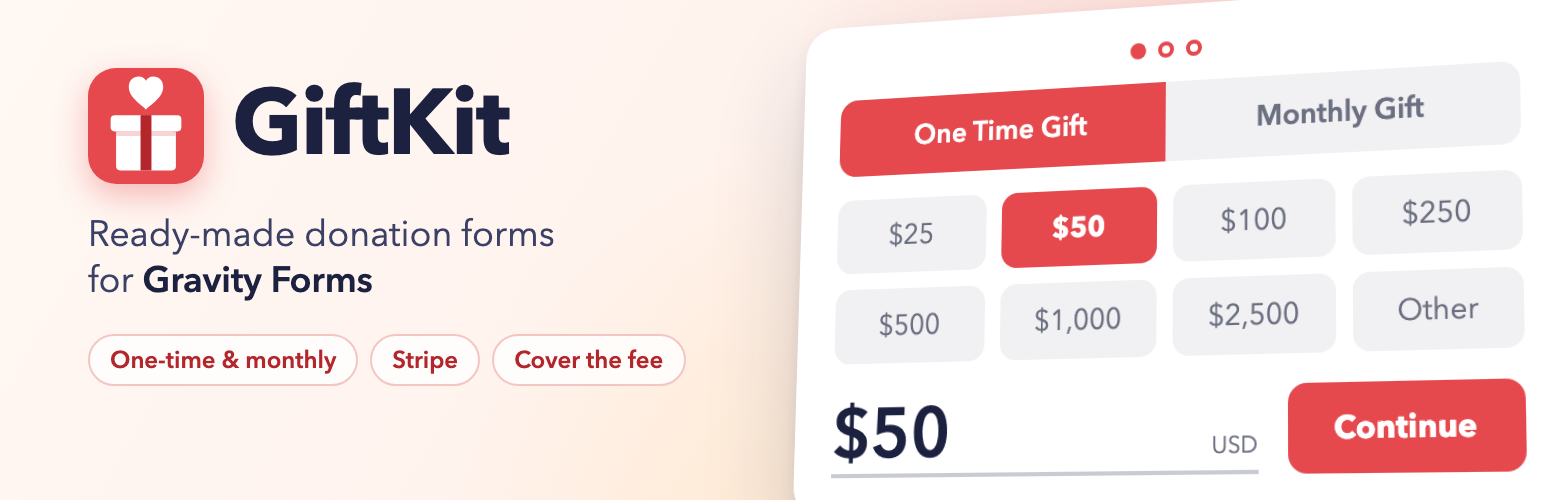 GiftKit
Ready-made donation forms
for Gravity Forms
One-time & monthly
Stripe
Cover the fee
One Time Gift
Monthly Gift
$25
$50
$100
$250
$500
$1,000
$2,500
Other
$50
USD
Continue